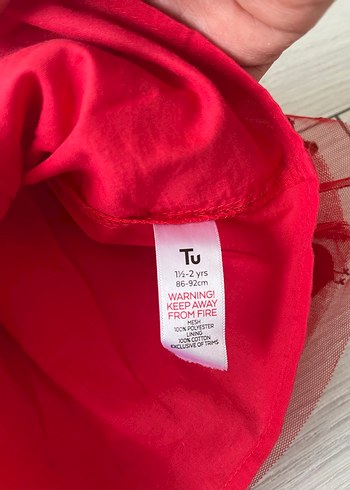 Tu
1½-2 yrs
86-92cm
WARNING!
KEEP AWAY
FROM FIRE
MESH
100% POLYESTER
LINING
100% COTTON
EXCLUSIVE OF TRIMS